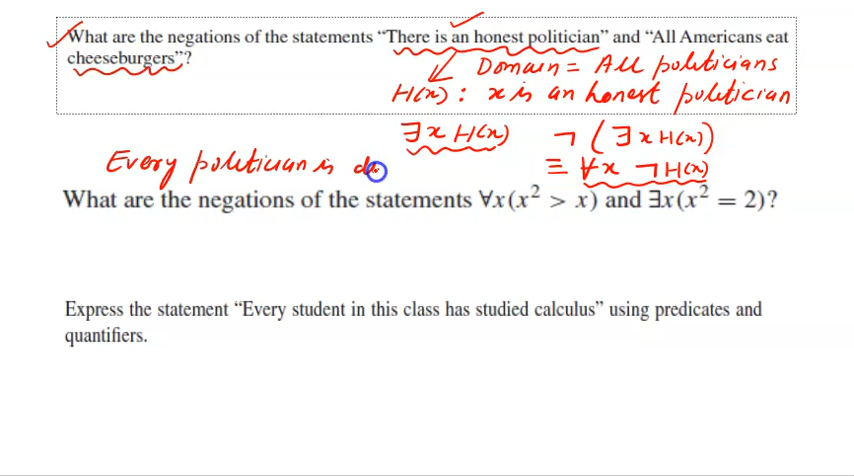 What are the negations of the statements “There is an honest politician” and “All Americans eat
cheeseburgers”?
Domain = All politicians
H(x) : x is an honest politician
∃x H(x) ¬(∃x H(x))
Every politician is ≡ ∀x ¬H(x)
What are the negations of the statements ∀x(x² > x) and ∃x(x² = 2)?
Express the statement “Every student in this class has studied calculus” using predicates and
quantifiers.